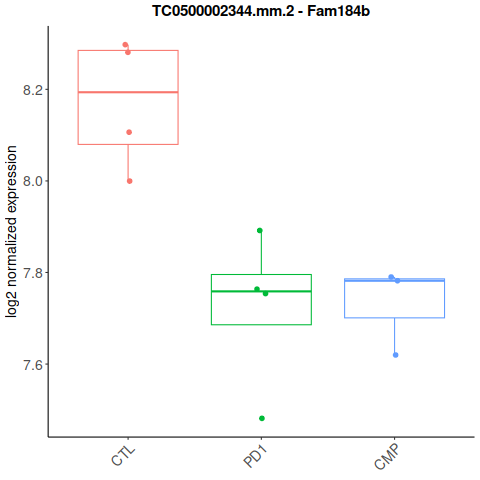 TC0500002344.mm.2 - Fam184b
log2 normalized expression
8.2
8.0
7.8
7.6
CTL
PD1
CMP